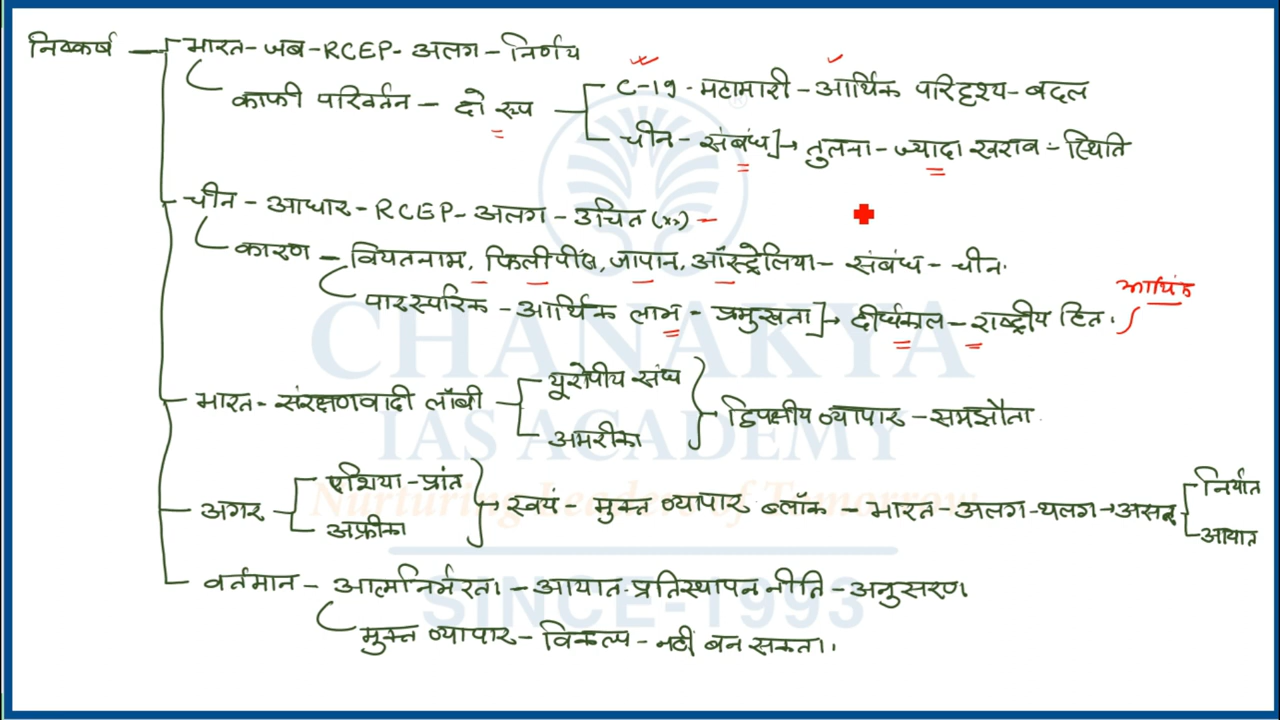 निष्कर्ष - भारत - जब - RCEP - अलग - निर्णय
काफी परिवर्तन - दो रूप
C-19 - महामारी - आर्थिक परिदृश्य - बदल
चीन - संबंध] → तुलना - ज्यादा खराब - स्थिति
चीन - आधार - RCEP - अलग - उचित (xx) -
कारण - वियतनाम, फिलीपींस, जापान, ऑस्ट्रेलिया - संबंध - चीन.
पारस्परिक - आर्थिक लाभ - प्रमुखता] → दीर्घकाल - राष्ट्रीय हित.
आर्थिक
भारत - संरक्षणवादी लॉबी
यूरोपीय संघ
अमरीका
द्विपक्षीय व्यापार - समझौता.
अगर
एशिया - प्रांत
अफ्रीका
स्वयं - मुक्त व्यापार ब्लॉक - भारत - अलग - थलग → असर
निर्यात
आयात
वर्तमान - आत्मनिर्भरता - आयात प्रतिस्थापन नीति - अनुसरण
मुक्त व्यापार - विकल्प - नहीं बन सकता।
CHANAKYA
IAS ACADEMY
Nurturing Leaders of Tomorrow
SINCE-1993